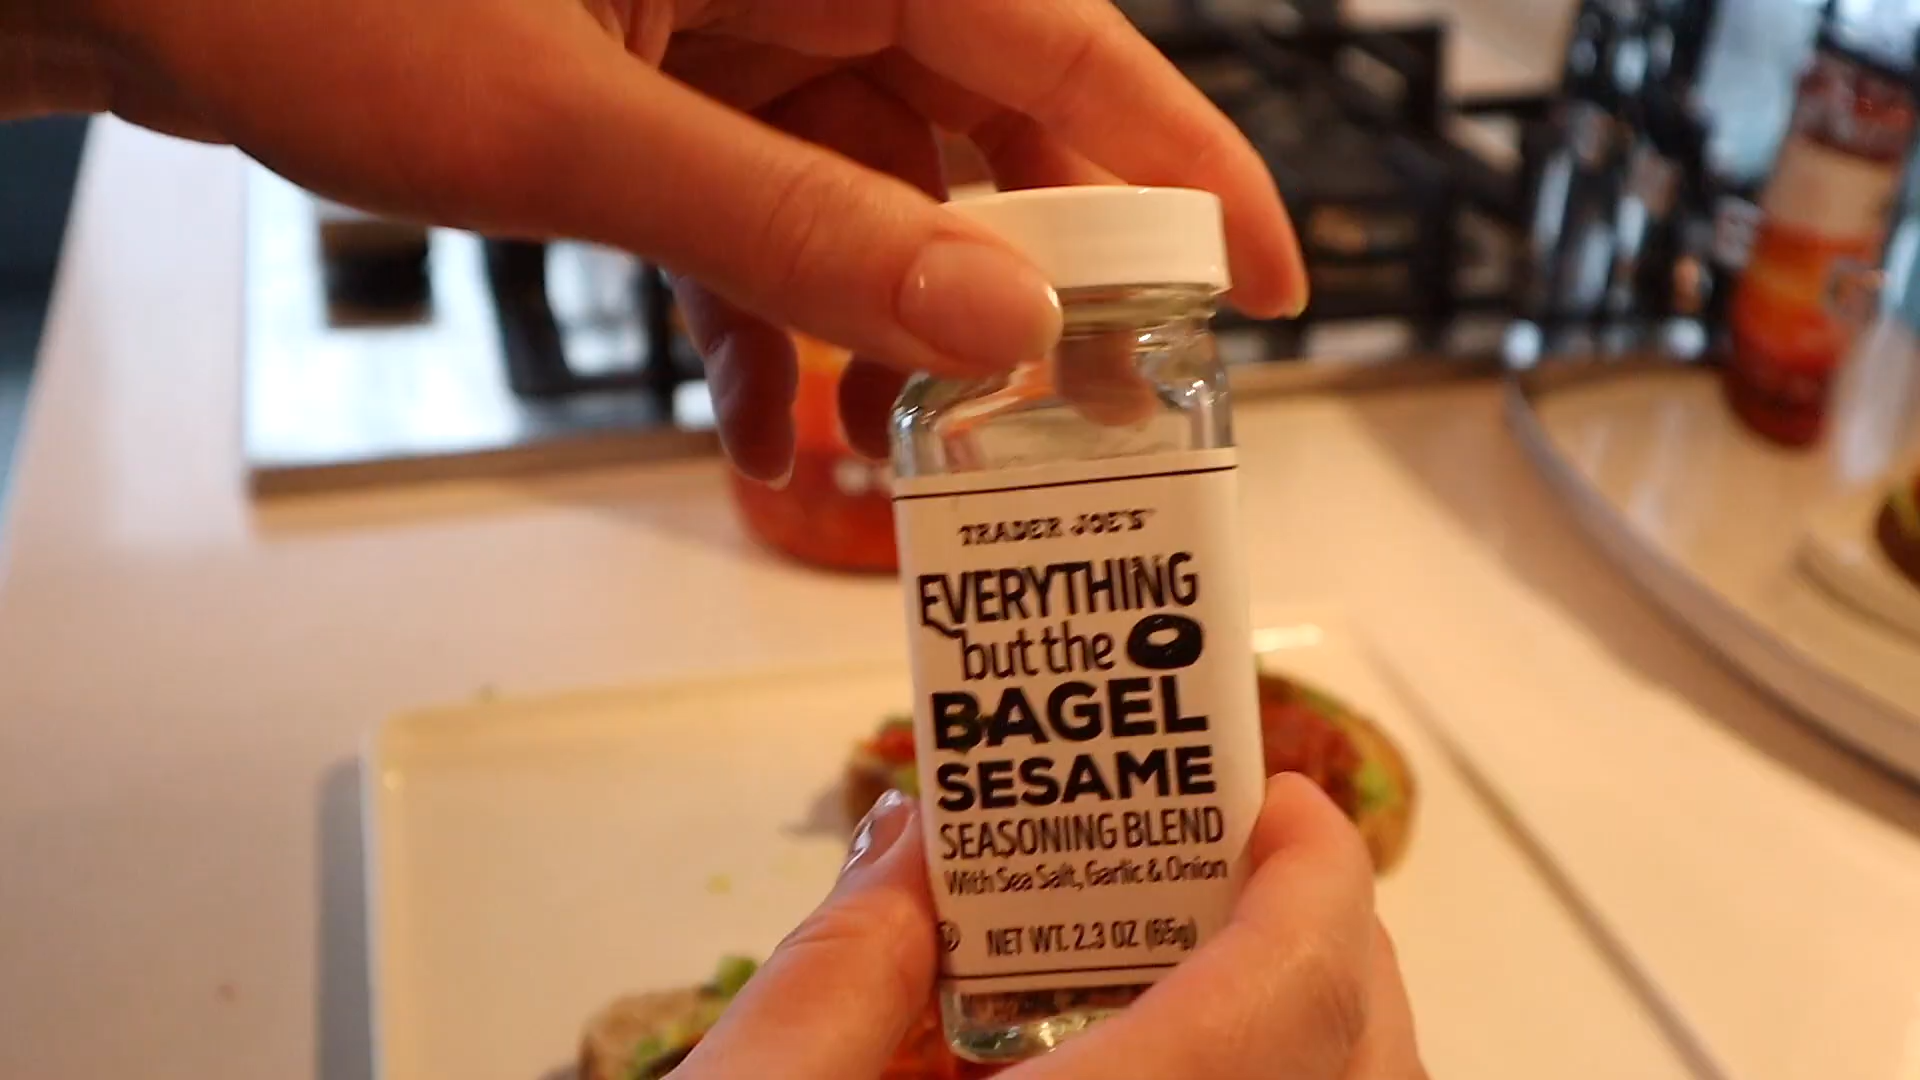 TRADER JOE'S
EVERYTHING
but the
BAGEL
SESAME
SEASONING BLEND
With Sea Salt, Garlic & Onion
NET WT. 2.3 OZ (65g)